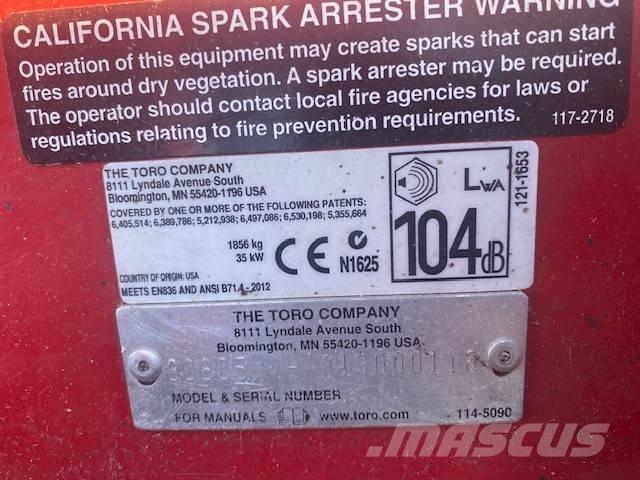 CALIFORNIA SPARK ARRESTER WARNING
Operation of this equipment may create sparks that can start
fires around dry vegetation. A spark arrester may be required.
The operator should contact local fire agencies for laws or
regulations relating to fire prevention requirements.
117-2718
THE TORO COMPANY
8111 Lyndale Avenue South
Bloomington, MN 55420-1196 USA
COVERED BY ONE OR MORE OF THE FOLLOWING PATENTS:
6,405,514; 6,389,786; 5,212,938; 6,497,086; 6,530,198; 5,355,664
1856 kg
35 kW
CE
N1625
COUNTRY OF ORIGIN: USA
MEETS EN836 AND ANSI B71.4 - 2012
LWA
104dB
121-1653
THE TORO COMPANY
8111 Lyndale Avenue South
Bloomington, MN 55420-1196 USA
MODEL & SERIAL NUMBER
FOR MANUALS www.toro.com
114-5090
MASCUS